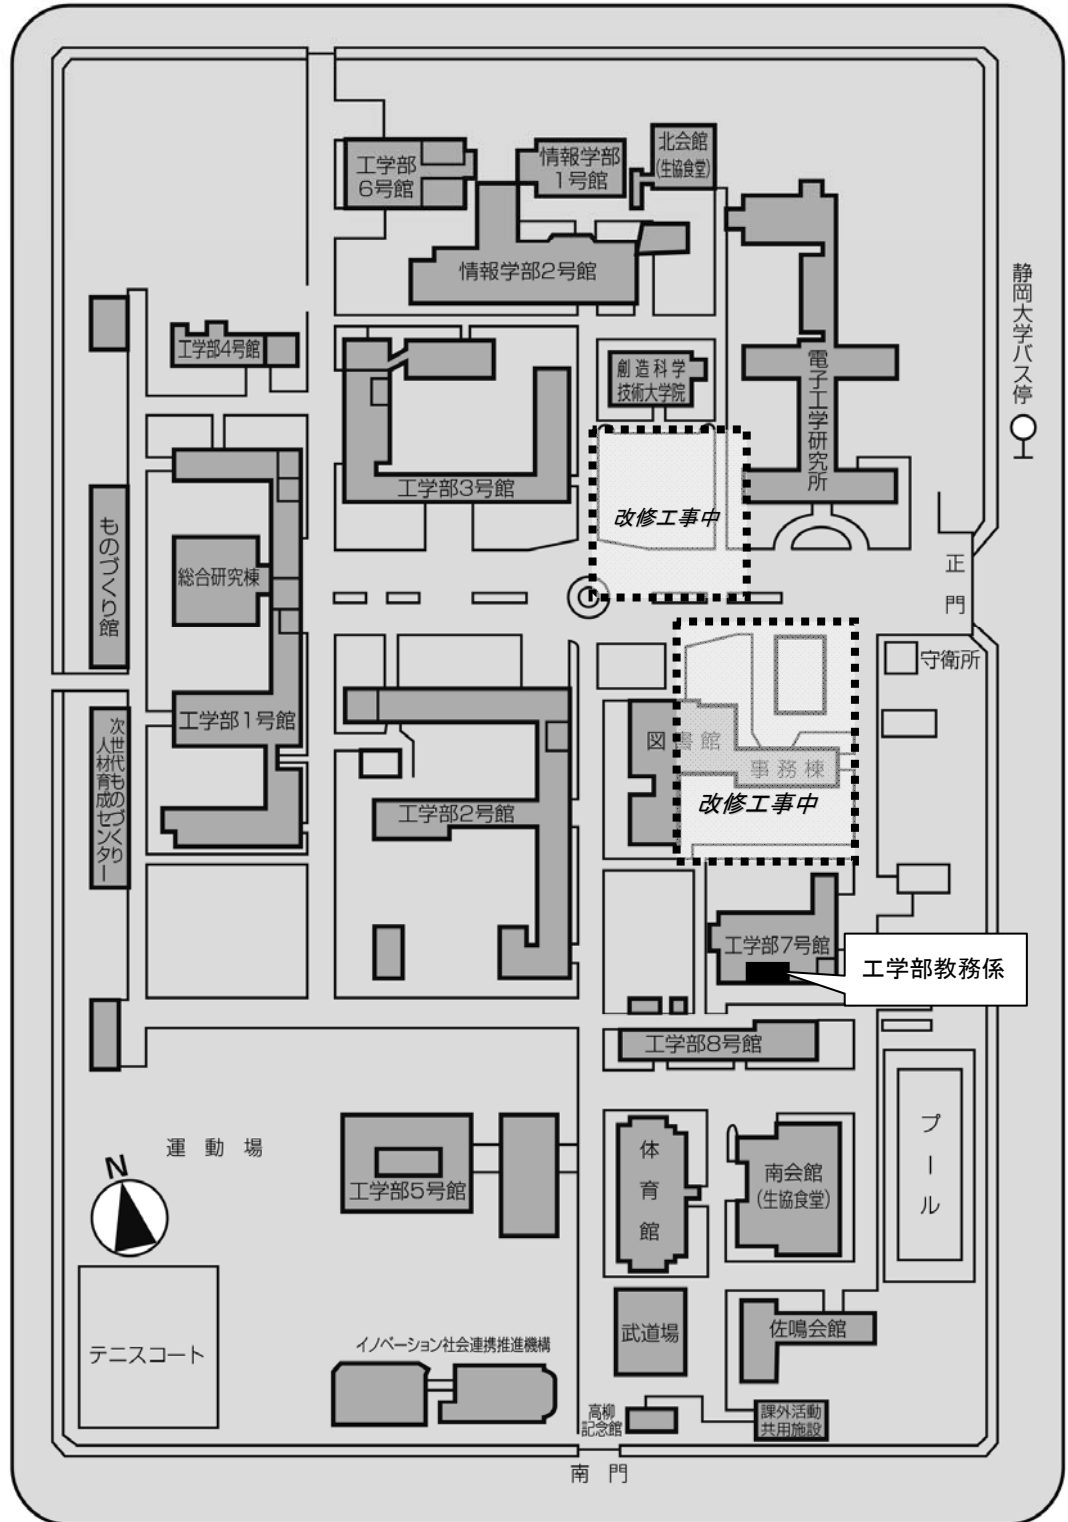 北会館
(生協食堂)
情報学部
1号館
工学部
6号館
情報学部2号館
静岡大学バス停
工学部4号館
創造科学
技術大学院
電子工学研究所
工学部3号館
改修工事中
ものづくり館
総合研究棟
正門
守衛所
工学部1号館
次世代ものづくり
人材育成センター
図書館
事務棟
改修工事中
工学部2号館
工学部7号館
工学部教務係
工学部8号館
運動場
N
工学部5号館
体育館
南会館
(生協食堂)
プール
テニスコート
イノベーション社会連携推進機構
武道場
佐鳴会館
高柳
記念館
課外活動
共用施設
南門